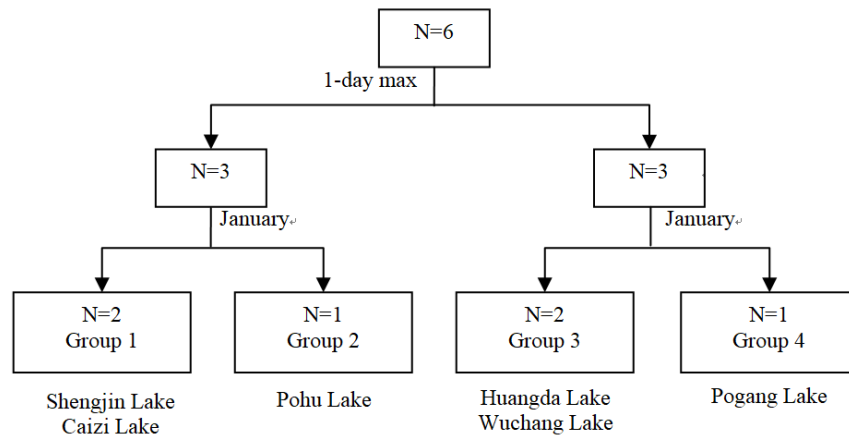 N=6
1-day max
N=3
N=3
January
January
N=2
Group 1
N=1
Group 2
N=2
Group 3
N=1
Group 4
Shengjin Lake
Caizi Lake
Pohu Lake
Huangda Lake
Wuchang Lake
Pogang Lake